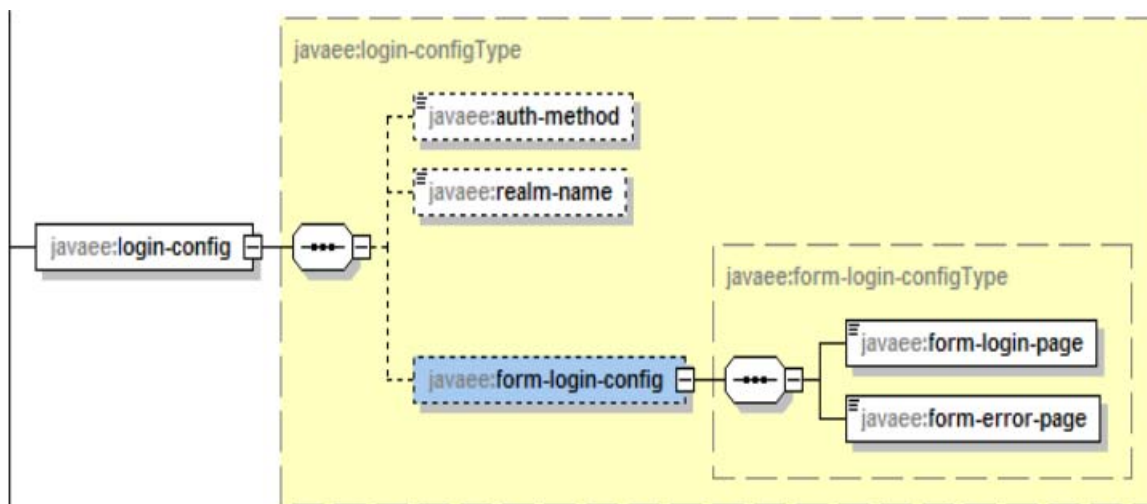 javaee:login-configType
javaee:auth-method
javaee:realm-name
javaee:login-config
javaee:form-login-configType
javaee:form-login-page
javaee:form-login-config
javaee:form-error-page